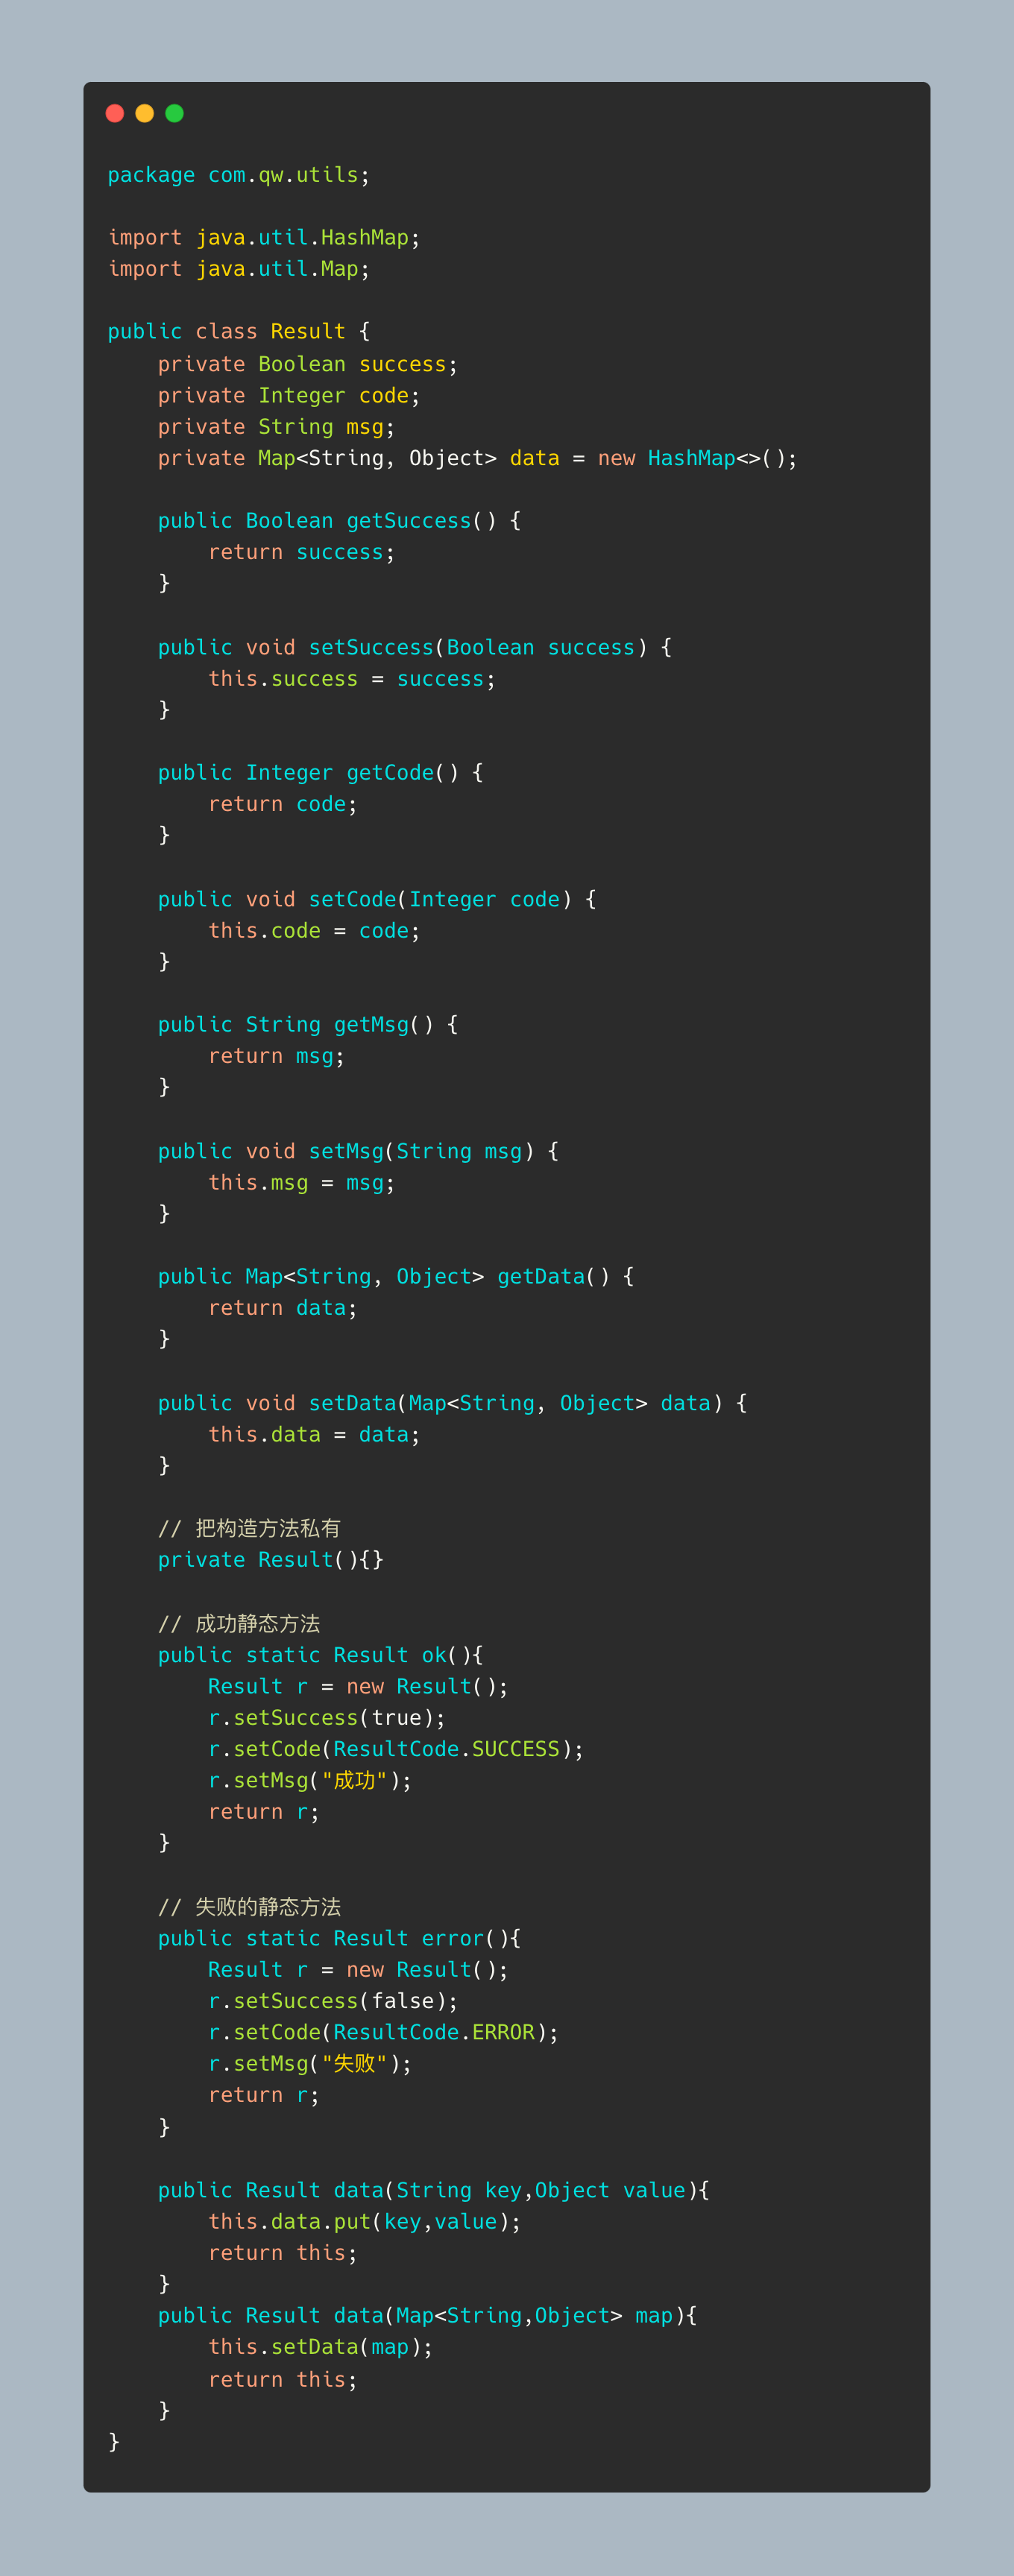 package com.qw.utils;

import java.util.HashMap;
import java.util.Map;

public class Result {
    private Boolean success;
    private Integer code;
    private String msg;
    private Map<String, Object> data = new HashMap<>();

    public Boolean getSuccess() {
        return success;
    }

    public void setSuccess(Boolean success) {
        this.success = success;
    }

    public Integer getCode() {
        return code;
    }

    public void setCode(Integer code) {
        this.code = code;
    }

    public String getMsg() {
        return msg;
    }

    public void setMsg(String msg) {
        this.msg = msg;
    }

    public Map<String, Object> getData() {
        return data;
    }

    public void setData(Map<String, Object> data) {
        this.data = data;
    }

    // 把构造方法私有
    private Result(){}

    // 成功静态方法
    public static Result ok(){
        Result r = new Result();
        r.setSuccess(true);
        r.setCode(ResultCode.SUCCESS);
        r.setMsg("成功");
        return r;
    }

    // 失败的静态方法
    public static Result error(){
        Result r = new Result();
        r.setSuccess(false);
        r.setCode(ResultCode.ERROR);
        r.setMsg("失败");
        return r;
    }

    public Result data(String key,Object value){
        this.data.put(key,value);
        return this;
    }
    public Result data(Map<String,Object> map){
        this.setData(map);
        return this;
    }
}